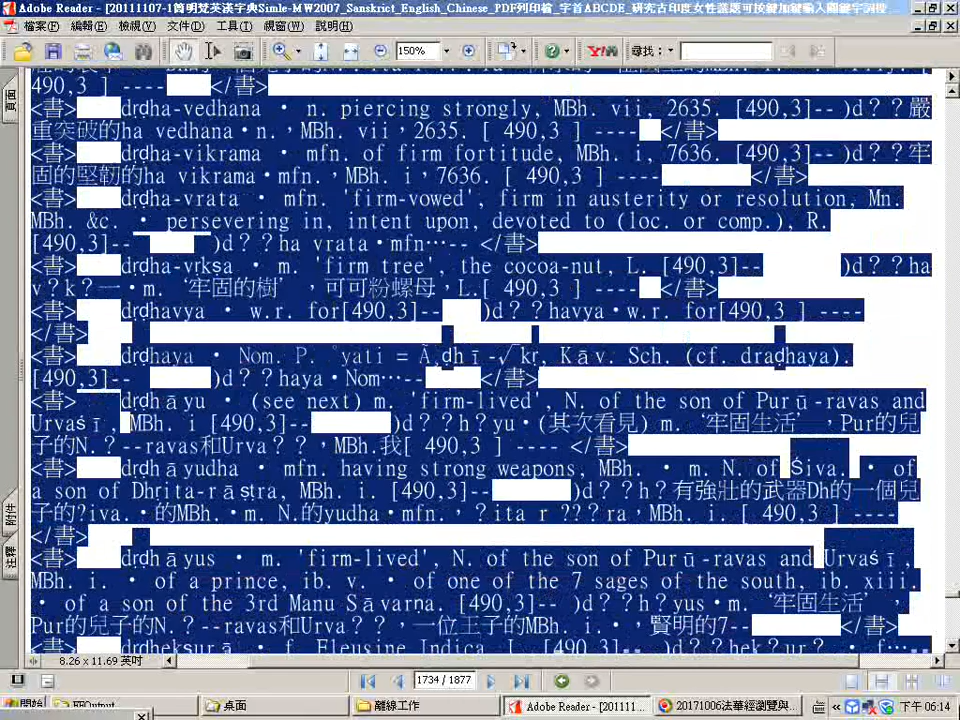 Adobe Reader - [20111107-1簡明梵英漢字典Simle-MW2007_Sanskrict_English_Chinese_PDF列印檔_字首ABCDE_研究古印度女性議題可按鍵輸入關鍵字詞檢
檔案(F) 編輯(E) 檢視(V) 文件(D) 工具(T) 視窗(W) 說明(H)
150% Y! 尋找:
頁面
490,3 ] ---- </書>
<書> dṛḍha-vedhana • n. piercing strongly, MBh. vii, 2635. [490,3]-- )d??嚴
重突破的ha vedhana•n.，MBh. vii，2635. [ 490,3 ] ---- </書>
<書> dṛḍha-vikrama • mfn. of firm fortitude, MBh. i, 7636. [490,3]-- )d??牢
固的堅韌的ha vikrama•mfn.，MBh. i，7636. [ 490,3 ] ---- </書>
<書> dṛḍha-vrata • mfn. 'firm-vowed', firm in austerity or resolution, Mn.
MBh. &c. • persevering in, intent upon, devoted to (loc. or comp.), R.
[490,3]-- )d??ha vrata•mfn…-- </書>
<書> dṛḍha-vṛkṣa • m. 'firm tree', the cocoa-nut, L. [490,3]-- )d??ha
v?k?一•m. ‘牢固的樹’，可可粉螺母，L.[ 490,3 ] ---- </書>
<書> dṛḍhavya • w.r. for[490,3]-- )d??havya•w.r. for[490,3 ] ----
</書>
<書> dṛḍhaya • Nom. P. °yati = Ã,ḍhī-√kṛ, Kāv. Sch. (cf. draḍhaya).
[490,3]-- )d??haya•Nom…-- </書>
<書> dṛḍhāyu • (see next) m. 'firm-lived', N. of the son of Purū-ravas and
Urvaśī, MBh. i [490,3]-- )d??h?yu•(其次看見) m. ‘牢固生活’，Pur的兒
子的N.?--ravas和Urva??，MBh.我[ 490,3 ] ---- </書>
<書> dṛḍhāyudha • mfn. having strong weapons, MBh. • m. N. of Śiva. • of
a son of Dhṛita-rāṣṭra, MBh. i. [490,3]-- )d??h?有強壯的武器Dh的一個兒
子的?iva.•的MBh.•m. N.的yudha•mfn.，?ita r ???ra，MBh. i. [ 490,3 ] ----
</書>
<書> dṛḍhāyus • m. 'firm-lived', N. of the son of Purū-ravas and Urvaśī,
MBh. i. • of a prince, ib. v. • of one of the 7 sages of the south, ib. xiii.
• of a son of the 3rd Manu Sāvarṇa. [490,3]-- )d??h?yus•m. ‘牢固生活’，
Pur的兒子的N.?--ravas和Urva??，一位王子的MBh. i.•，賢明的7-- </書>
附件
註釋
8.26 x 11.69 英吋
1734 / 1877
開始 EEOutput 桌面 離線工作 Adobe Reader - [201111... 20171006法華經瀏覽與... 下午 06:14